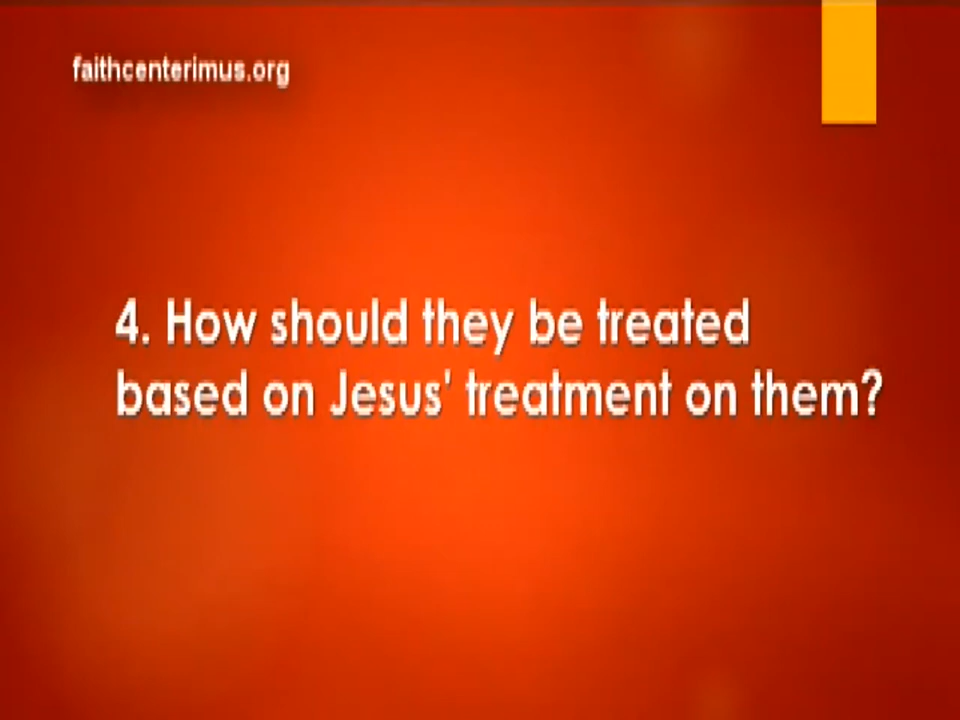 faithcenterimus.org
4. How should they be treated
based on Jesus' treatment on them?